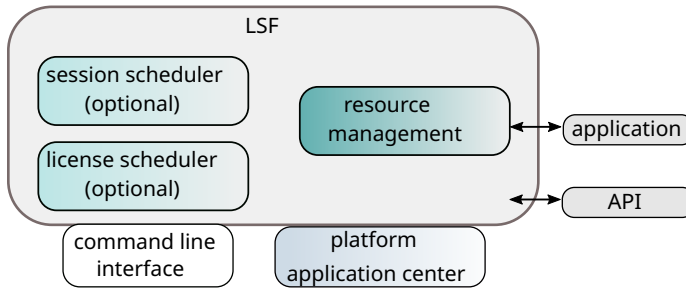 LSF
session scheduler
(optional)
resource
management
application
license scheduler
(optional)
API
command line
interface
platform
application center